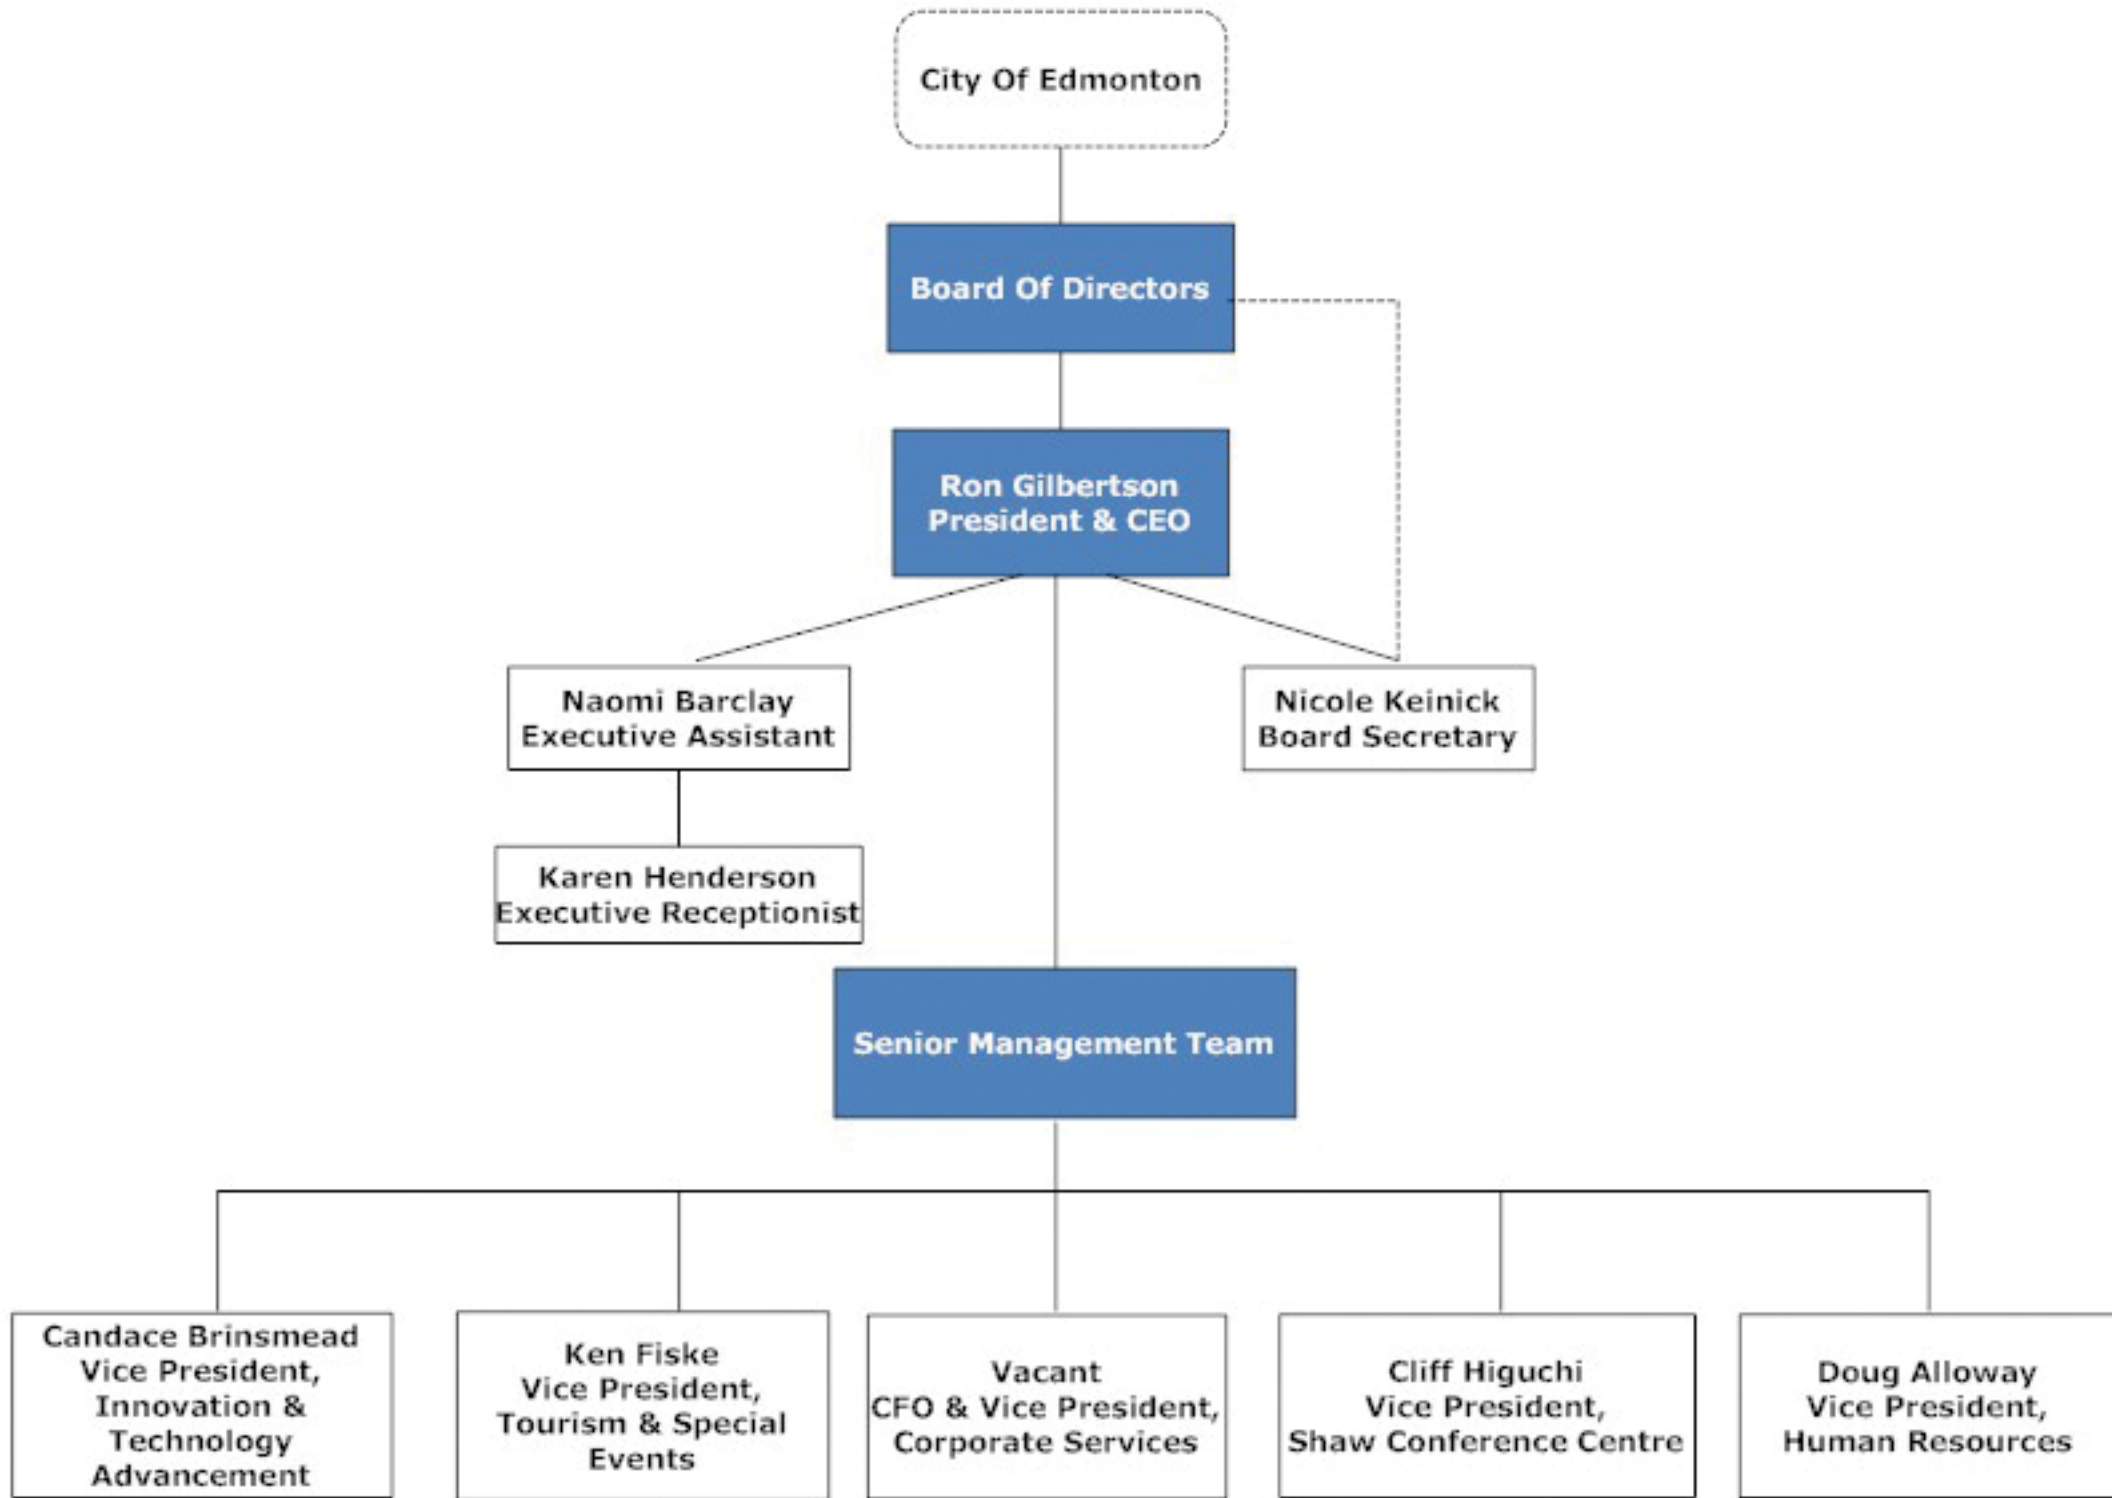 City Of Edmonton
Board Of Directors
Ron Gilbertson
President & CEO
Naomi Barclay
Executive Assistant
Nicole Keinick
Board Secretary
Karen Henderson
Executive Receptionist
Senior Management Team
Candace Brinsmead
Vice President,
Innovation &
Technology
Advancement
Ken Fiske
Vice President,
Tourism & Special
Events
Vacant
CFO & Vice President,
Corporate Services
Cliff Higuchi
Vice President,
Shaw Conference Centre
Doug Alloway
Vice President,
Human Resources